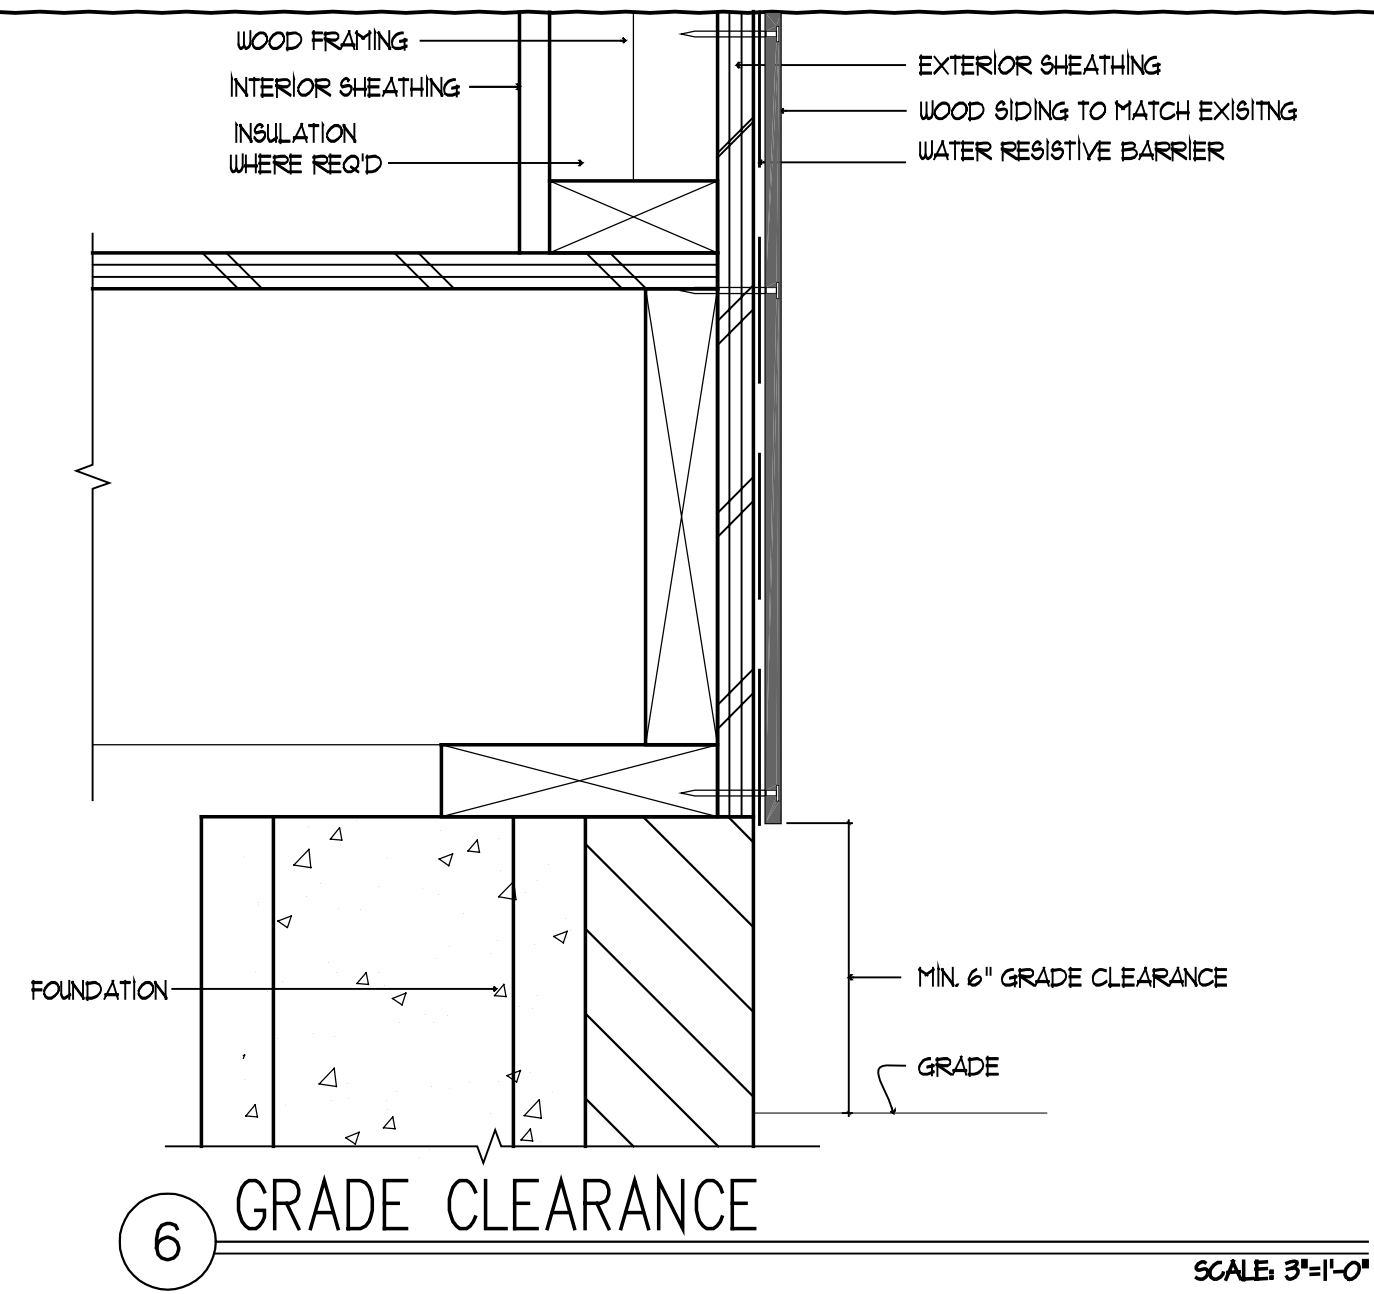 WOOD FRAMING
INTERIOR SHEATHING
INSULATION
WHERE REQ'D
EXTERIOR SHEATHING
WOOD SIDING TO MATCH EXISITNG
WATER RESISTIVE BARRIER
FOUNDATION
MIN. 6" GRADE CLEARANCE
GRADE
6 GRADE CLEARANCE
SCALE: 3"=1'-0"